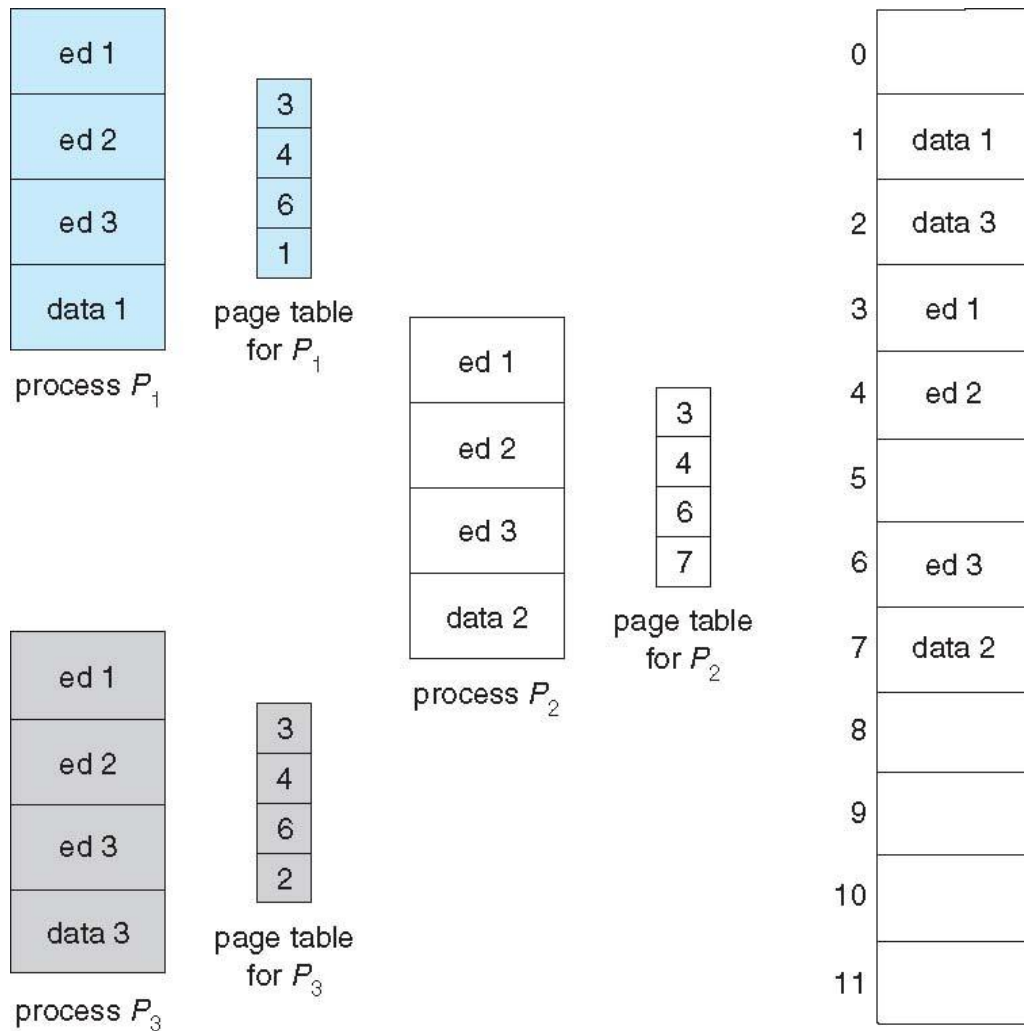 ed 1
ed 2
ed 3
data 1
process P1
3
4
6
1
page table
for P1
ed 1
ed 2
ed 3
data 2
process P2
3
4
6
7
page table
for P2
ed 1
ed 2
ed 3
data 3
process P3
3
4
6
2
page table
for P3
0
1 data 1
2 data 3
3 ed 1
4 ed 2
5
6 ed 3
7 data 2
8
9
10
11